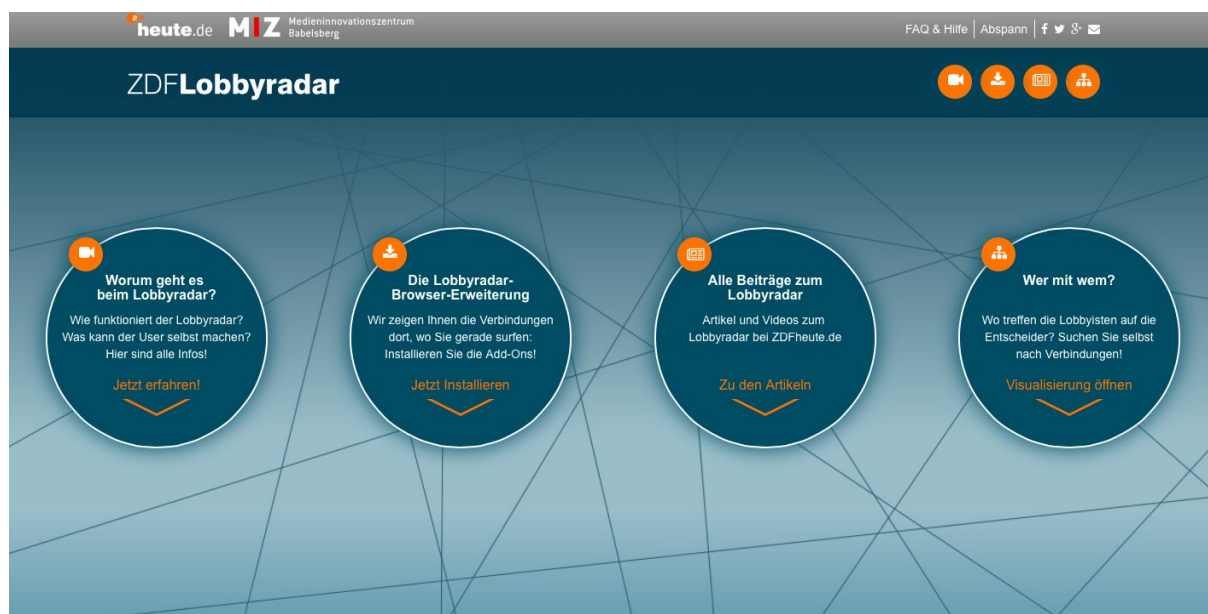 heute.de MIZ Medieninnovationszentrum
Babelsberg
FAQ & Hilfe | Abspann
ZDFLobbyradar
Worum geht es
beim Lobbyradar?
Wie funktioniert der Lobbyradar?
Was kann der User selbst machen?
Hier sind alle Infos!
Jetzt erfahren!
Die Lobbyradar-
Browser-Erweiterung
Wir zeigen Ihnen die Verbindungen
dort, wo Sie gerade surfen:
Installieren Sie die Add-Ons!
Jetzt Installieren
Alle Beiträge zum
Lobbyradar
Artikel und Videos zum
Lobbyradar bei ZDFheute.de
Zu den Artikeln
Wer mit wem?
Wo treffen die Lobbyisten auf die
Entscheider? Suchen Sie selbst
nach Verbindungen!
Visualisierung öffnen